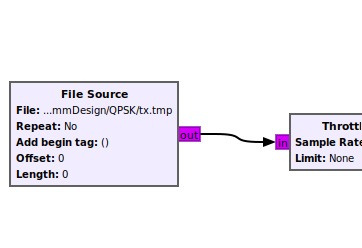 File Source
File: ...mmDesign/QPSK/tx.tmp
Repeat: No
Add begin tag: ()
Offset: 0
Length: 0
out
in
Sample Rate
Limit: None